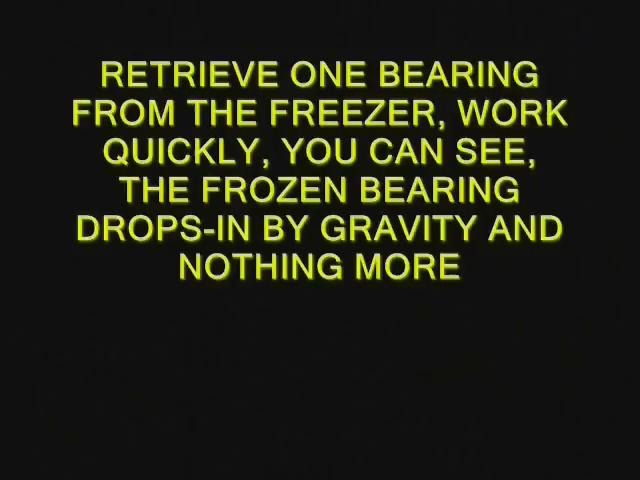 RETRIEVE ONE BEARING
FROM THE FREEZER, WORK
QUICKLY, YOU CAN SEE,
THE FROZEN BEARING
DROPS-IN BY GRAVITY AND
NOTHING MORE